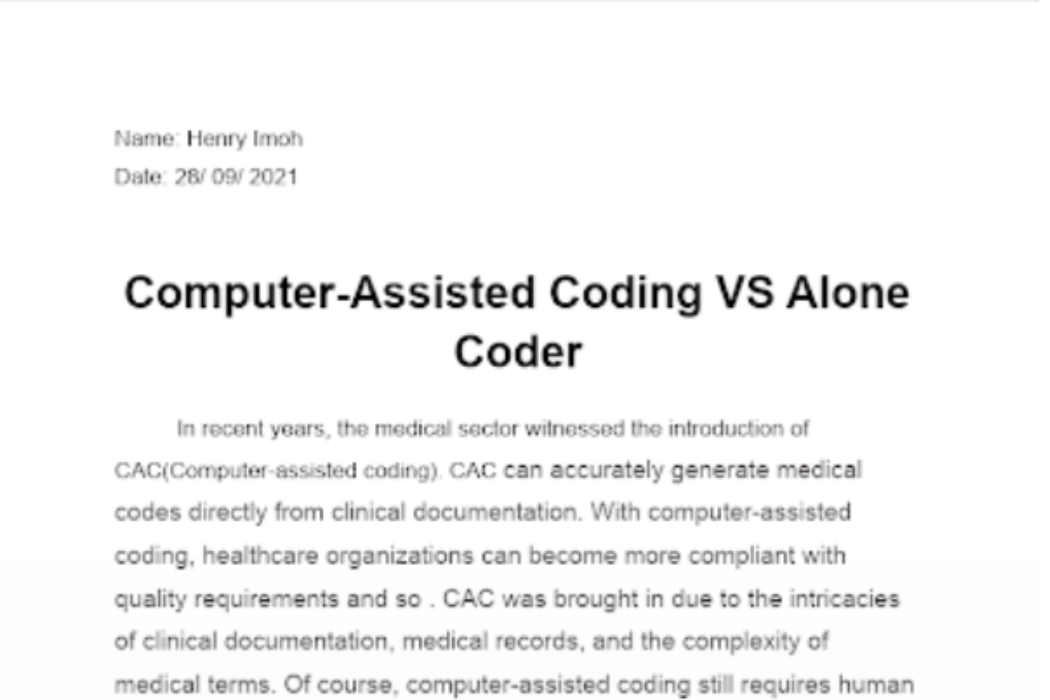 Name: Henry Imoh
Date: 28/ 09/ 2021
Computer-Assisted Coding VS Alone
Coder
In recent years, the medical sector witnessed the introduction of
CAC(Computer-assisted coding). CAC can accurately generate medical
codes directly from clinical documentation. With computer-assisted
coding, healthcare organizations can become more compliant with
quality requirements and so . CAC was brought in due to the intricacies
of clinical documentation, medical records, and the complexity of
medical terms. Of course, computer-assisted coding still requires human